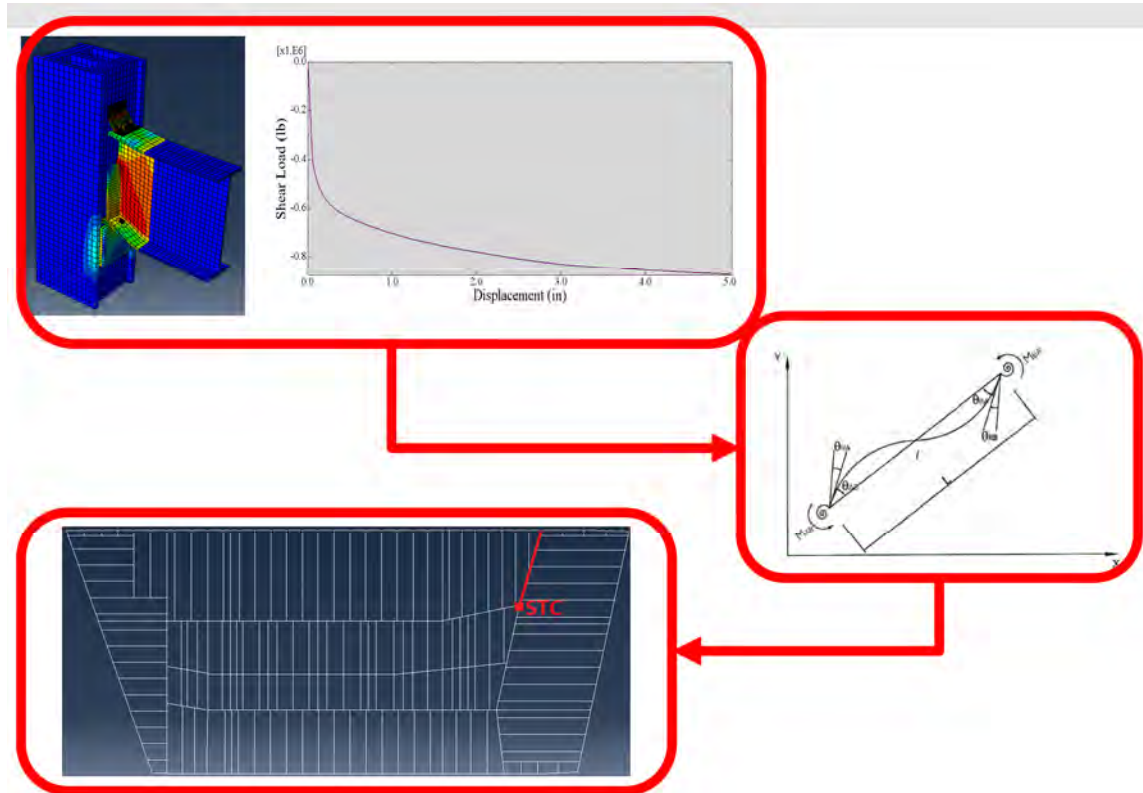 [x1.E6]
0.0
-0.2
-0.4
-0.6
-0.8
Shear Load (lb)
0.0 1.0 2.0 3.0 4.0 5.0
Displacement (in)
Y
X
L
l
STC